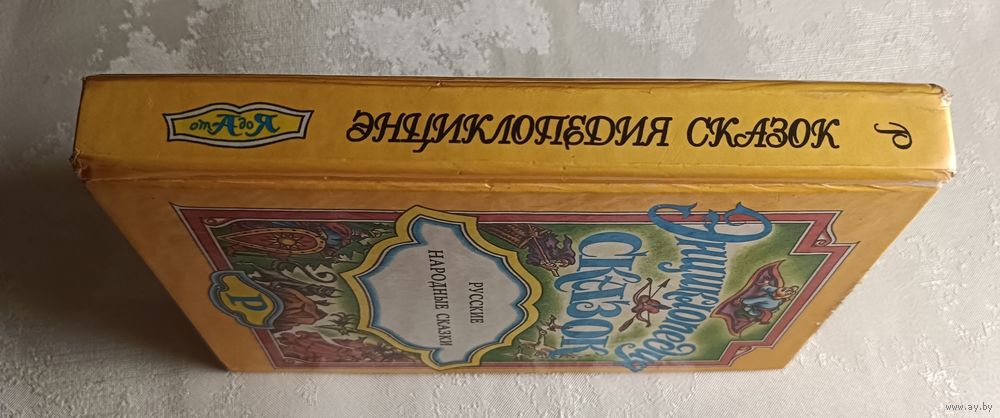 от А до Я
ЭНЦИКЛОПЕДИЯ СКАЗОК
Р
Энциклопедия
СКАЗОК
РУССКИЕ
НАРОДНЫЕ СКАЗКИ
Р
© www.ay.by